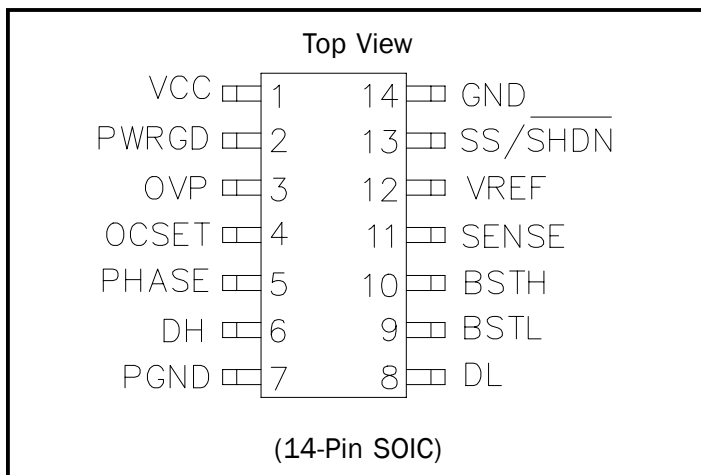 Top View
VCC 1 14 GND
PWRGD 2 13 SS/SHDN
OVP 3 12 VREF
OCSET 4 11 SENSE
PHASE 5 10 BSTH
DH 6 9 BSTL
PGND 7 8 DL
(14-Pin SOIC)